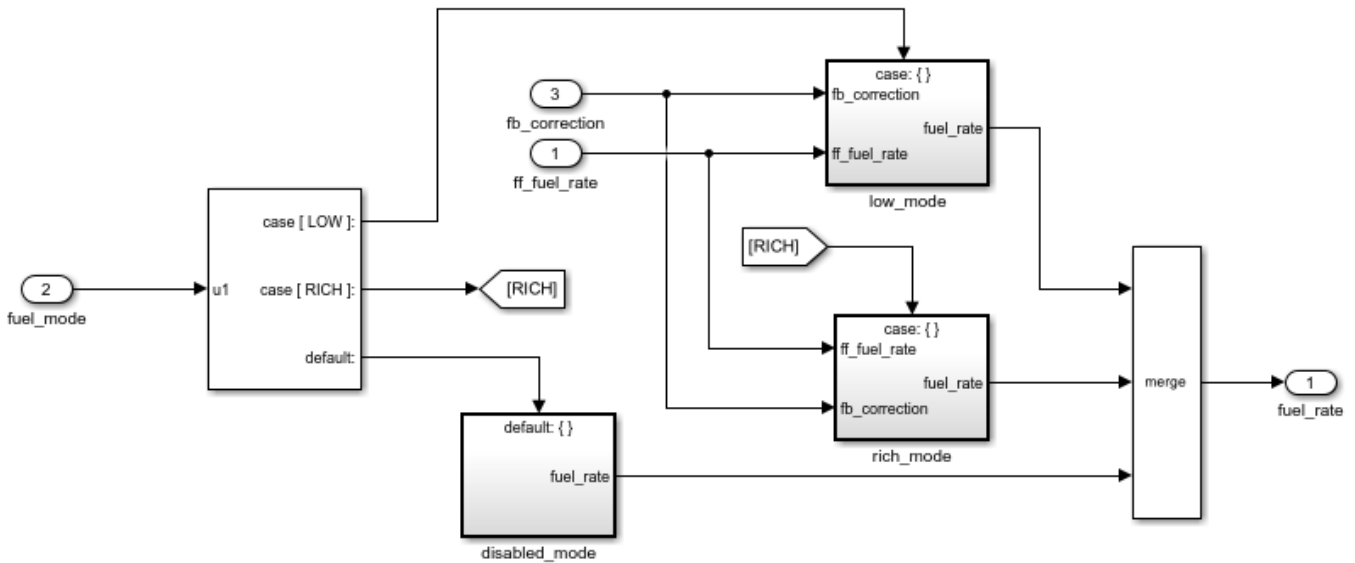 case: { }
3
fb_correction
fb_correction
fuel_rate
1
ff_fuel_rate
ff_fuel_rate
low_mode
case [ LOW ]:
[RICH]
2
fuel_mode
u1
case [ RICH ]:
[RICH]
case: { }
ff_fuel_rate
default:
fuel_rate
merge
1
fuel_rate
fb_correction
default: { }
rich_mode
fuel_rate
disabled_mode